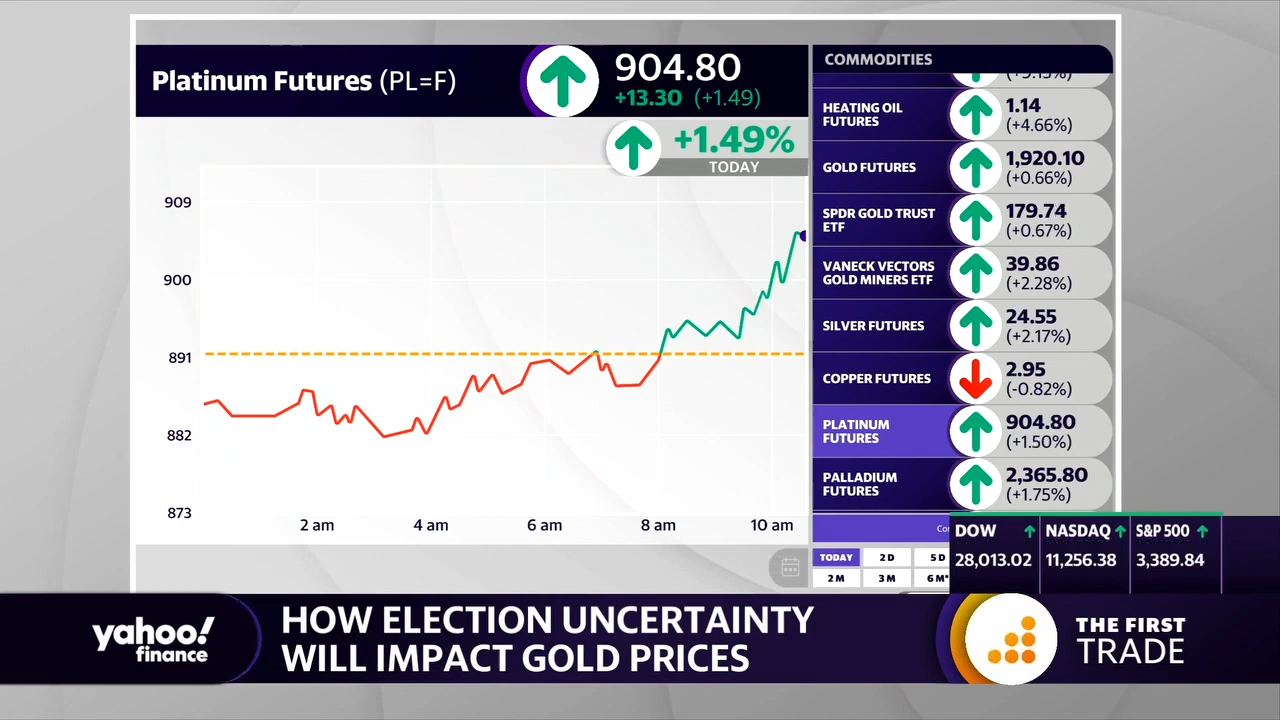 Platinum Futures (PL=F)
904.80
+13.30 (+1.49)
+1.49%
TODAY
909
900
891
882
873
2 am
4 am
6 am
8 am
10 am
COMMODITIES
HEATING OIL
FUTURES
1.14
(+4.66%)
GOLD FUTURES
1,920.10
(+0.66%)
SPDR GOLD TRUST
ETF
179.74
(+0.67%)
VANECK VECTORS
GOLD MINERS ETF
39.86
(+2.28%)
SILVER FUTURES
24.55
(+2.17%)
COPPER FUTURES
2.95
(-0.82%)
PLATINUM
FUTURES
904.80
(+1.50%)
PALLADIUM
FUTURES
2,365.80
(+1.75%)
TODAY 2 D 5 D
2 M 3 M 6 M*
DOW NASDAQ S&P 500
28,013.02 11,256.38 3,389.84
yahoo!
finance
HOW ELECTION UNCERTAINTY
WILL IMPACT GOLD PRICES
THE FIRST
TRADE